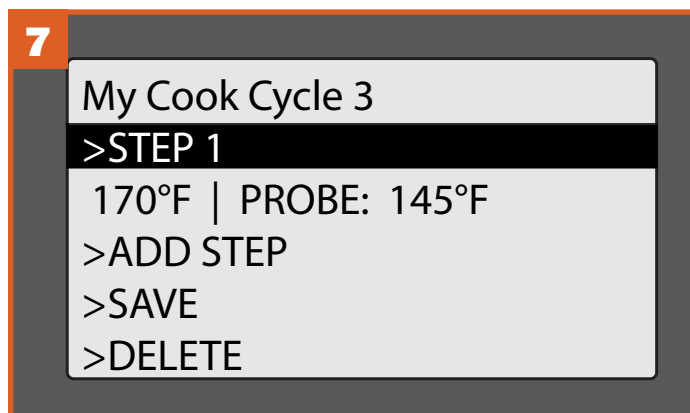 7
My Cook Cycle 3
>STEP 1
170°F | PROBE: 145°F
>ADD STEP
>SAVE
>DELETE